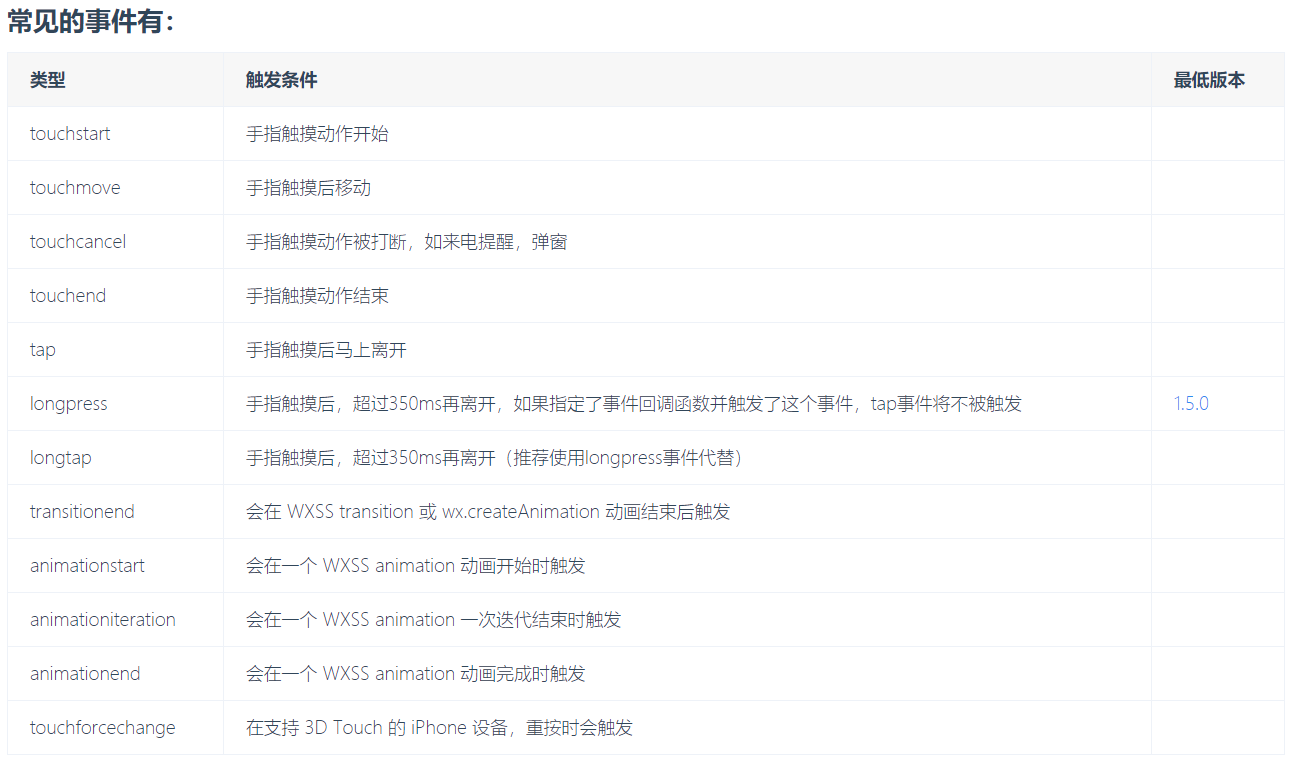 常见的事件有：
类型 触发条件 最低版本
touchstart 手指触摸动作开始
touchmove 手指触摸后移动
touchcancel 手指触摸动作被打断，如来电提醒，弹窗
touchend 手指触摸动作结束
tap 手指触摸后马上离开
longpress 手指触摸后，超过350ms再离开，如果指定了事件回调函数并触发了这个事件，tap事件将不被触发 1.5.0
longtap 手指触摸后，超过350ms再离开（推荐使用longpress事件代替）
transitionend 会在 WXSS transition 或 wx.createAnimation 动画结束后触发
animationstart 会在一个 WXSS animation 动画开始时触发
animationiteration 会在一个 WXSS animation 一次迭代结束时触发
animationend 会在一个 WXSS animation 动画完成时触发
touchforcechange 在支持 3D Touch 的 iPhone 设备，重按时会触发